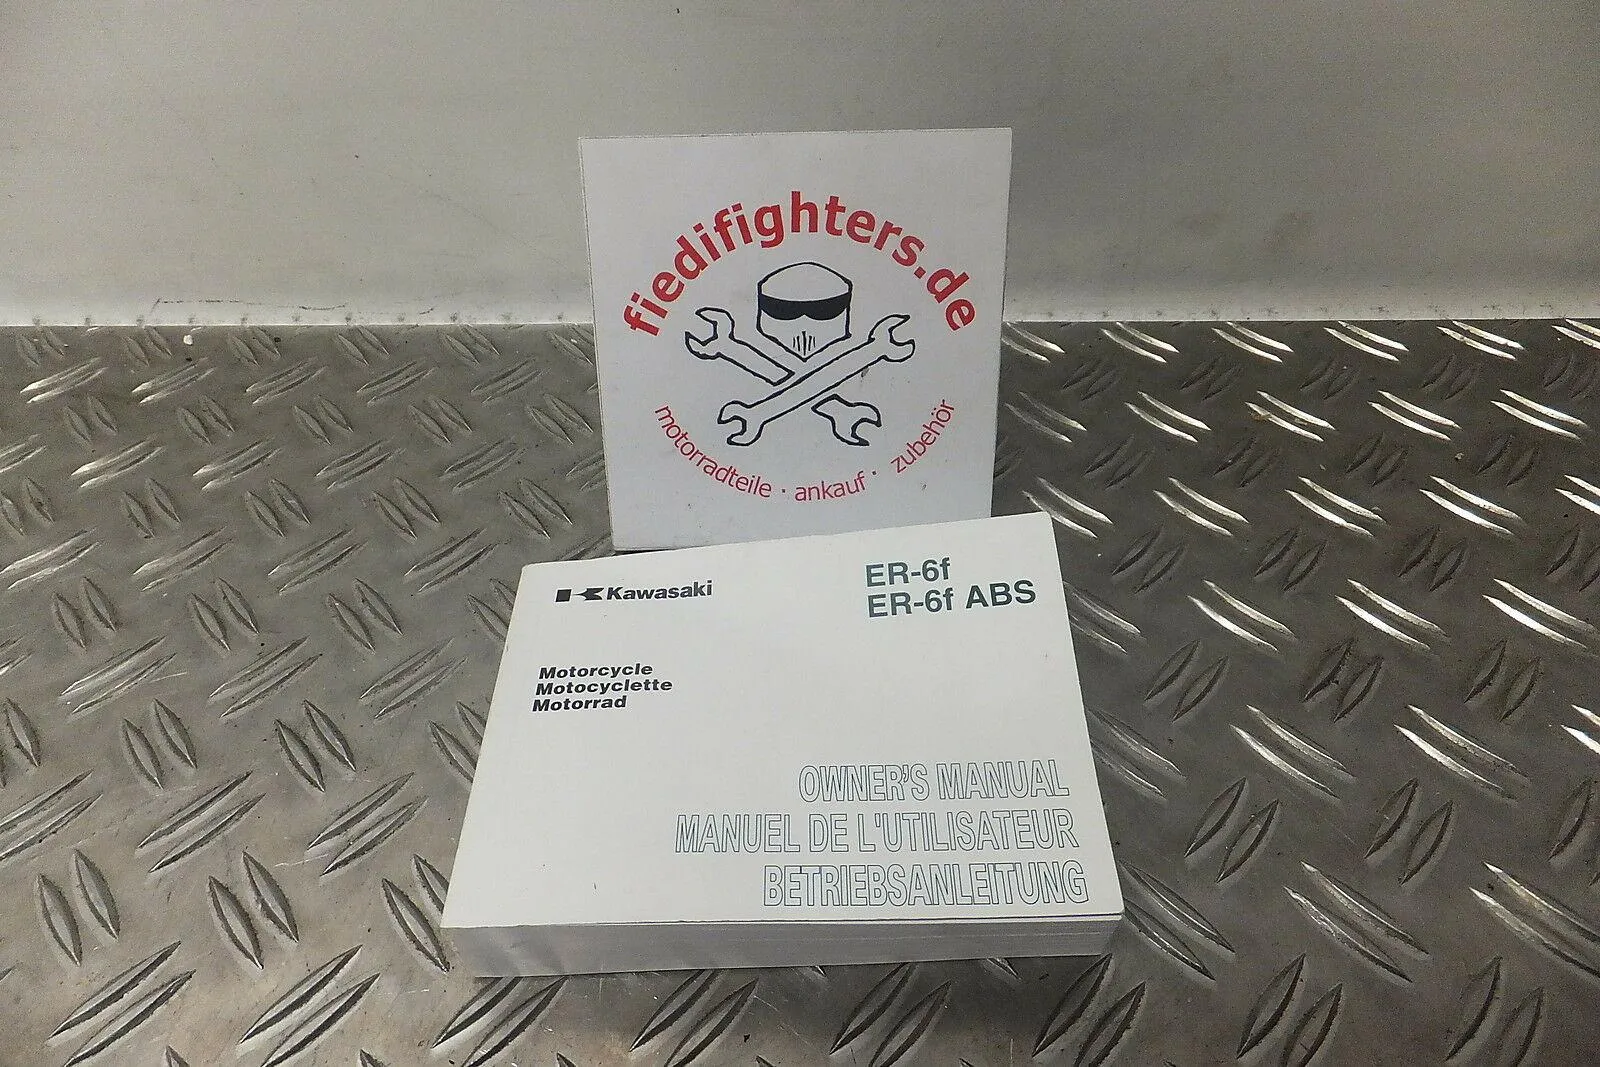 fiedifighters.de
motorradteile · ankauf · zubehör
Kawasaki
ER-6f
ER-6f ABS
Motorcycle
Motocyclette
Motorrad
OWNER'S MANUAL
MANUEL DE L'UTILISATEUR
BETRIEBSANLEITUNG